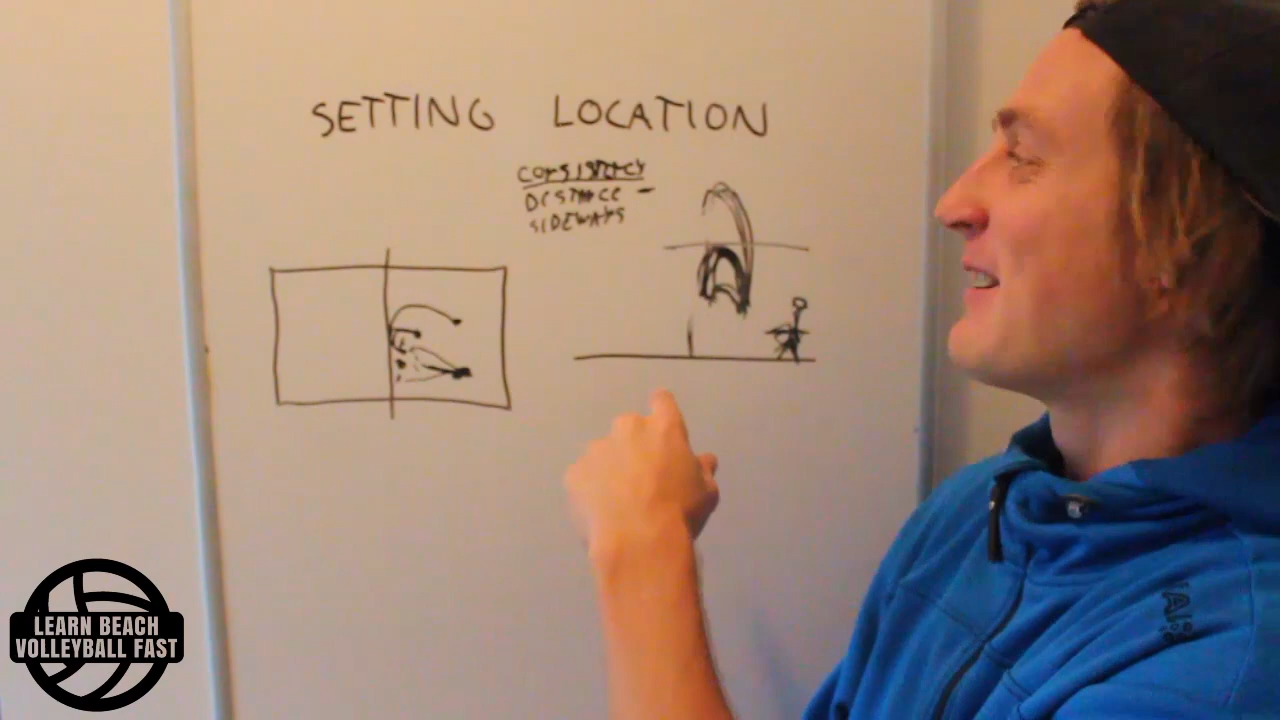 SETTING LOCATION
CONSISTENCY
DISTANCE -
SIDEWAYS
LEARN BEACH
VOLLEYBALL FAST